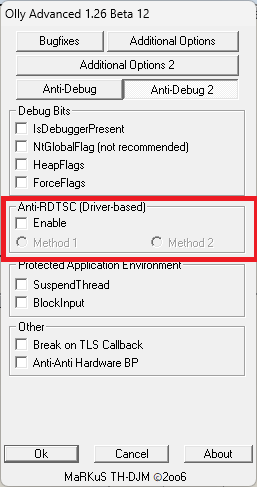 Olly Advanced 1.26 Beta 12
Bugfixes
Additional Options
Additional Options 2
Anti-Debug
Anti-Debug 2
Debug Bits
IsDebuggerPresent
NtGlobalFlag (not recommended)
HeapFlags
ForceFlags
Anti-RDTSC (Driver-based)
Enable
Method 1
Method 2
Protected Application Environment
SuspendThread
BlockInput
Other
Break on TLS Callback
Anti-Anti Hardware BP
Ok
Cancel
About
MaRKuS TH-DJM ©2oo6